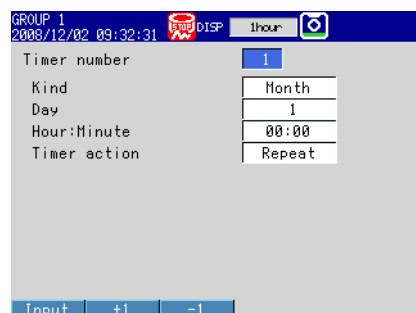 GROUP 1
2008/12/02 09:32:31 STOP DISP 1hour
Timer number 1
Kind Month
Day 1
Hour:Minute 00:00
Timer action Repeat
Input +1 -1